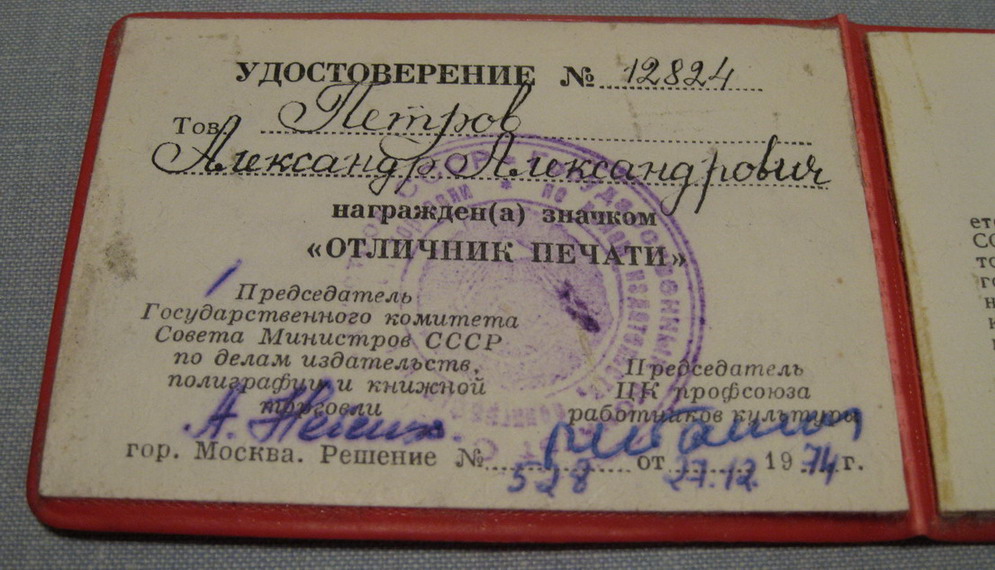 УДОСТОВЕРЕНИЕ № 12824
Тов. Петров
Александр Александрович
награжден(а) значком
«ОТЛИЧНИК ПЕЧАТИ»
Председатель
Государственного комитета
Совета Министров СССР
по делам издательств,
полиграфии и книжной
торговли
Председатель
ЦК профсоюза
работников культуры
гор. Москва. Решение № 528 от 27.12 1974 г.